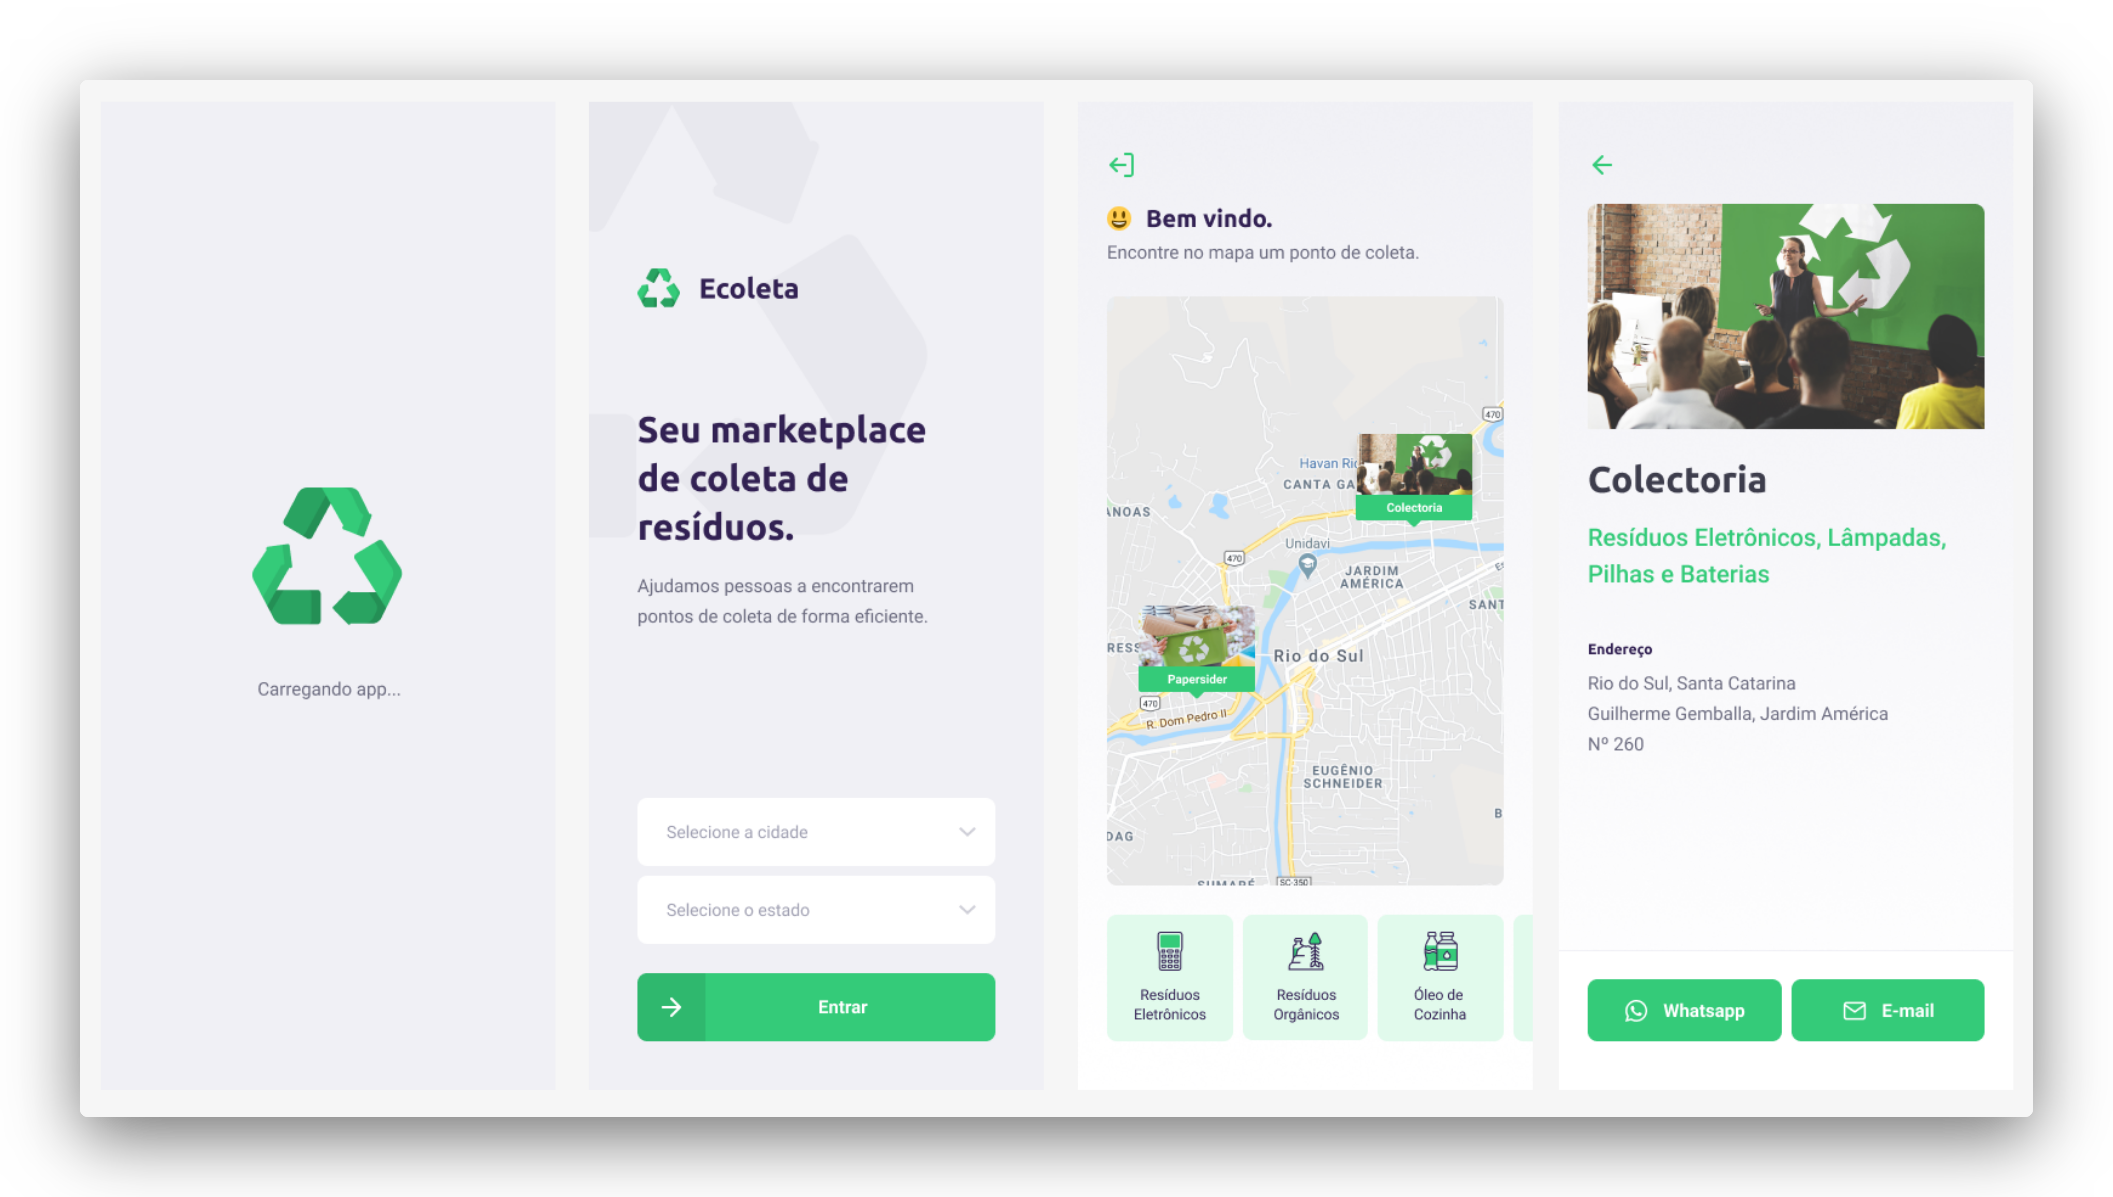 Carregando app...
Ecoleta
Seu marketplace
de coleta de
resíduos.
Ajudamos pessoas a encontrarem
pontos de coleta de forma eficiente.
Selecione a cidade
Selecione o estado
Entrar
Bem vindo.
Encontre no mapa um ponto de coleta.
470
Havan Rio
CANTA GA
Colectoria
ANOAS
Unidavi
470
JARDIM
AMÉRICA
SANT
RESS
Rio do Sul
Papersider
470
R. Dom Pedro II
EUGÊNIO
SCHNEIDER
B
DAG
SUMARÉ
SC-350
Resíduos
Eletrônicos
Resíduos
Orgânicos
Óleo de
Cozinha
Colectoria
Resíduos Eletrônicos, Lâmpadas,
Pilhas e Baterias
Endereço
Rio do Sul, Santa Catarina
Guilherme Gemballa, Jardim América
Nº 260
Whatsapp
E-mail